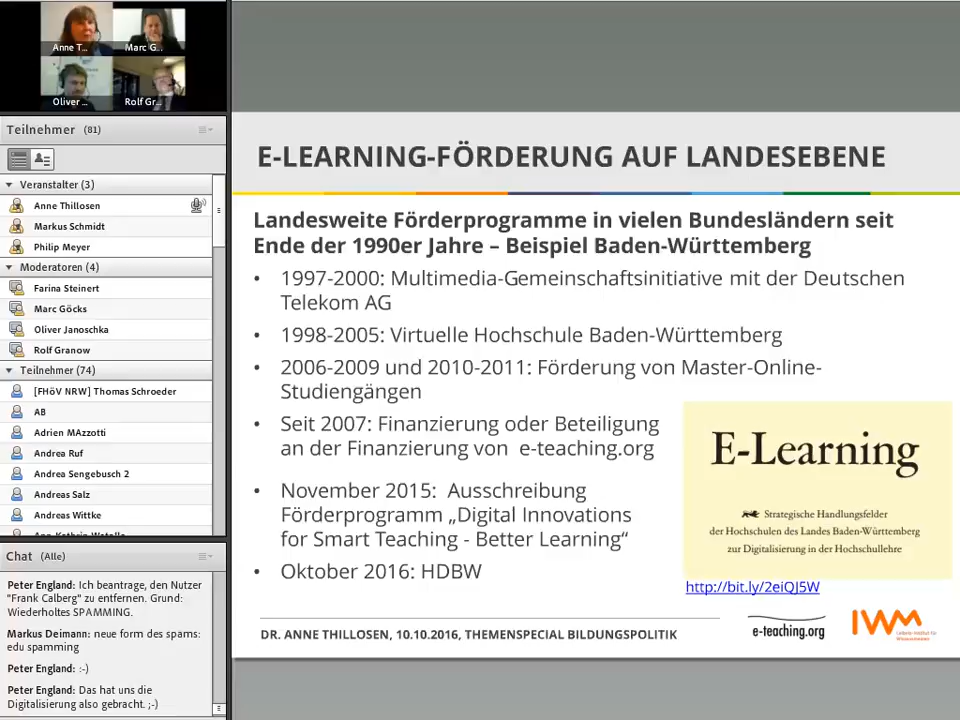 Anne T...
Marc G...
Oliver ...
Rolf Gr...
Teilnehmer (81)
Veranstalter (3)
Anne Thillosen
Markus Schmidt
Philip Meyer
Moderatoren (4)
Farina Steinert
Marc Göcks
Oliver Janoschka
Rolf Granow
Teilnehmer (74)
[FHöV NRW] Thomas Schroeder
AB
Adrien MAzzotti
Andrea Ruf
Andrea Sengebusch 2
Andreas Salz
Andreas Wittke
Chat (Alle)
Peter England: Ich beantrage, den Nutzer
"Frank Calberg" zu entfernen. Grund:
Wiederholtes SPAMMING.
Markus Deimann: neue form des spams:
edu spamming
Peter England: :-)
Peter England: Das hat uns die
Digitalisierung also gebracht. ;-)
E-LEARNING-FÖRDERUNG AUF LANDESEBENE
Landesweite Förderprogramme in vielen Bundesländern seit
Ende der 1990er Jahre – Beispiel Baden-Württemberg
• 1997-2000: Multimedia-Gemeinschaftsinitiative mit der Deutschen
Telekom AG
• 1998-2005: Virtuelle Hochschule Baden-Württemberg
• 2006-2009 und 2010-2011: Förderung von Master-Online-
Studiengängen
• Seit 2007: Finanzierung oder Beteiligung
an der Finanzierung von e-teaching.org
• November 2015: Ausschreibung
Förderprogramm „Digital Innovations
for Smart Teaching - Better Learning“
• Oktober 2016: HDBW
E-Learning
Strategische Handlungsfelder
der Hochschulen des Landes Baden-Württemberg
zur Digitalisierung in der Hochschullehre
http://bit.ly/2eiQJ5W
DR. ANNE THILLOSEN, 10.10.2016, THEMENSPECIAL BILDUNGSPOLITIK
e-teaching.org
IWM